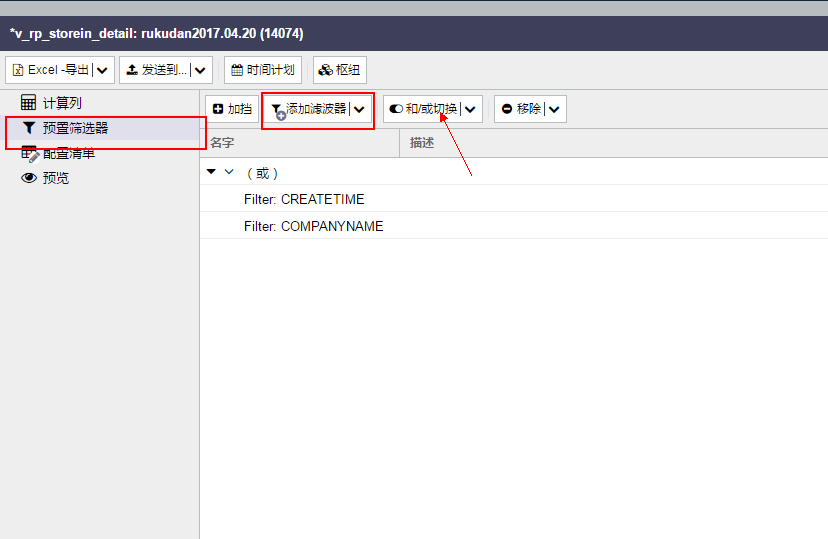 *v_rp_storein_detail: rukudan2017.04.20 (14074)
Excel -导出 发送到... 时间计划 枢纽
计算列
预置筛选器
配置清单
预览
加挡 添加滤波器 和/或切换 移除
名字 描述
( 或 )
Filter: CREATETIME
Filter: COMPANYNAME